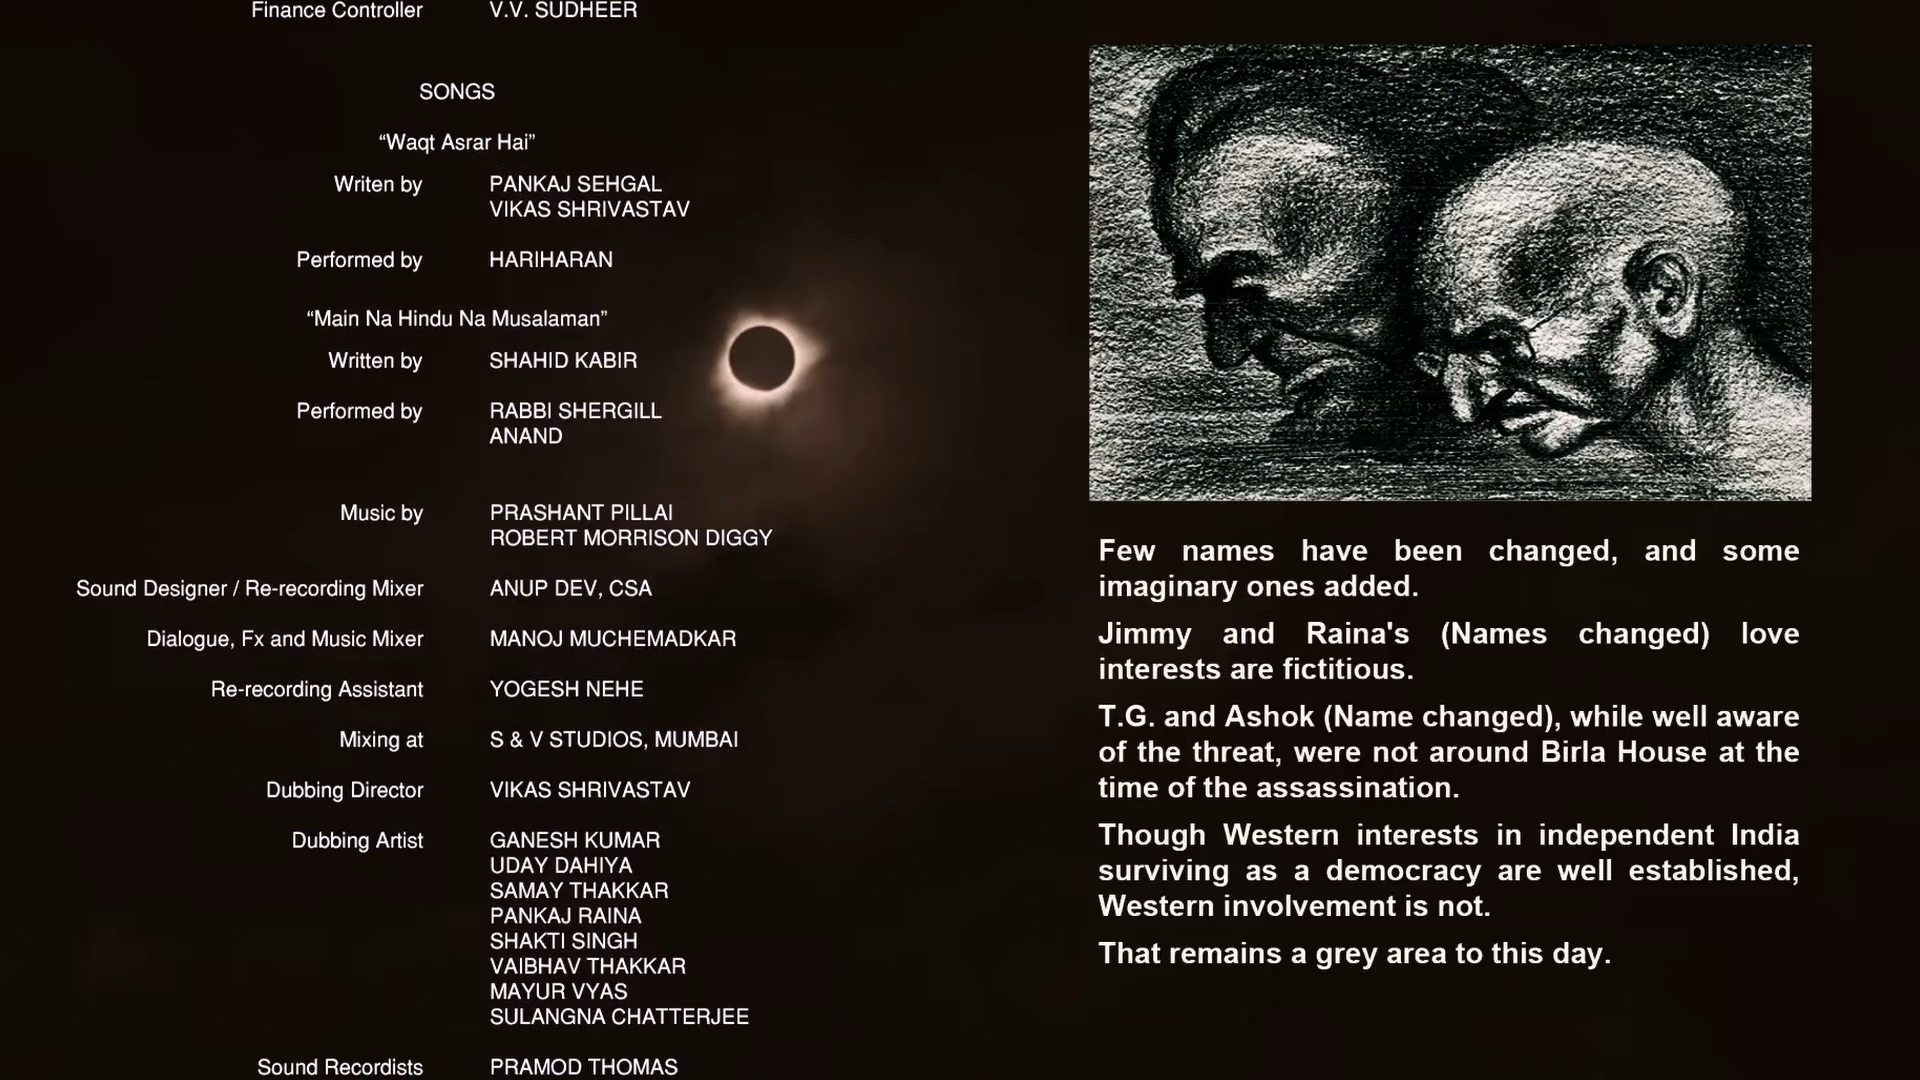 Finance Controller V.V. SUDHEER
SONGS
“Waqt Asrar Hai”
Writen by PANKAJ SEHGAL
VIKAS SHRIVASTAV
Performed by HARIHARAN
“Main Na Hindu Na Musalaman”
Written by SHAHID KABIR
Performed by RABBI SHERGILL
ANAND
Music by PRASHANT PILLAI
ROBERT MORRISON DIGGY
Sound Designer / Re-recording Mixer ANUP DEV, CSA
Dialogue, Fx and Music Mixer MANOJ MUCHEMADKAR
Re-recording Assistant YOGESH NEHE
Mixing at S & V STUDIOS, MUMBAI
Dubbing Director VIKAS SHRIVASTAV
Dubbing Artist GANESH KUMAR
UDAY DAHIYA
SAMAY THAKKAR
PANKAJ RAINA
SHAKTI SINGH
VAIBHAV THAKKAR
MAYUR VYAS
SULANGNA CHATTERJEE
Sound Recordists PRAMOD THOMAS
Few names have been changed, and some
imaginary ones added.
Jimmy and Raina's (Names changed) love
interests are fictitious.
T.G. and Ashok (Name changed), while well aware
of the threat, were not around Birla House at the
time of the assassination.
Though Western interests in independent India
surviving as a democracy are well established,
Western involvement is not.
That remains a grey area to this day.